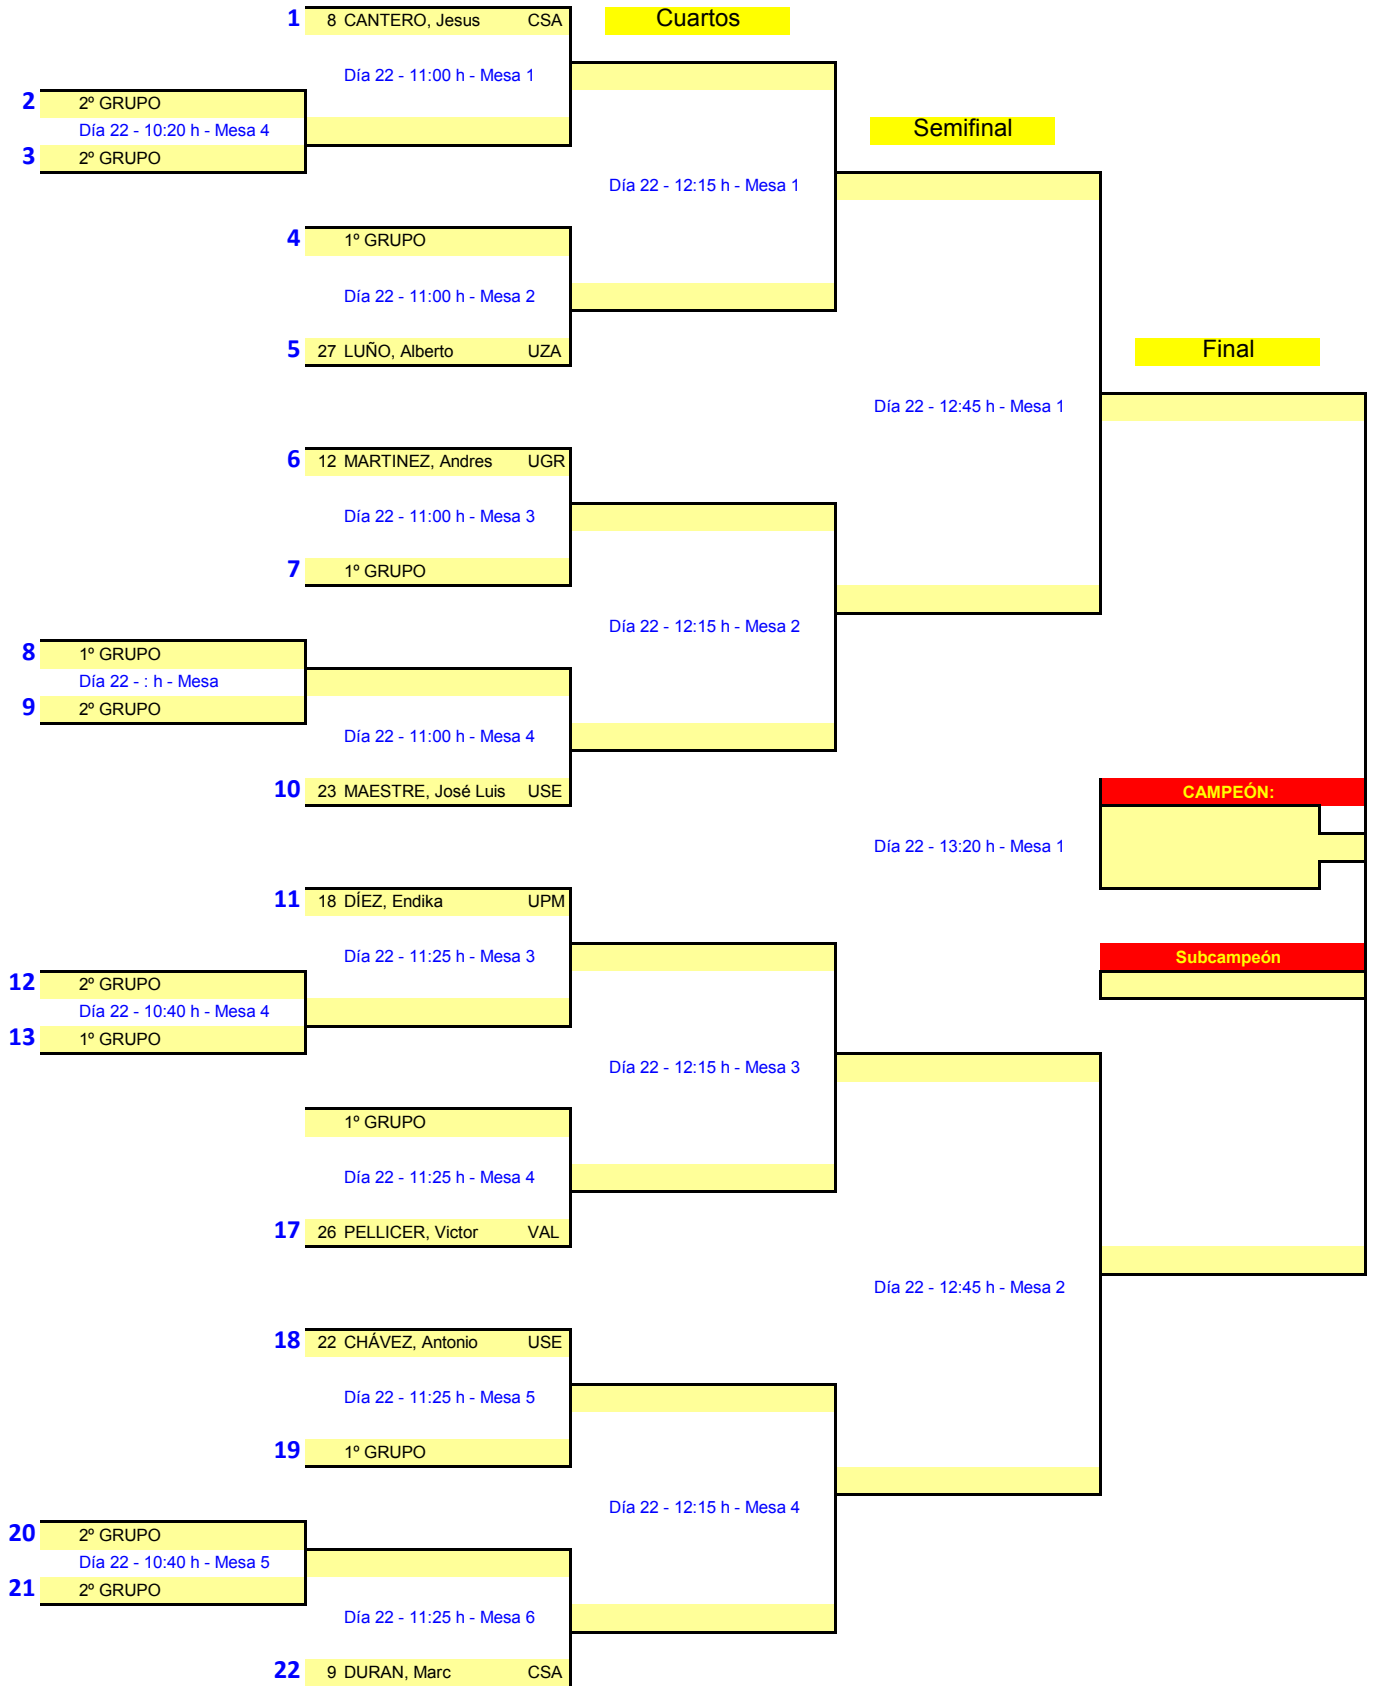 1 8 CANTERO, Jesus CSA Cuartos
Día 22 - 11:00 h - Mesa 1
2 2º GRUPO
Día 22 - 10:20 h - Mesa 4 Semifinal
3 2º GRUPO
Día 22 - 12:15 h - Mesa 1
4 1º GRUPO
Día 22 - 11:00 h - Mesa 2
5 27 LUÑO, Alberto UZA Final
Día 22 - 12:45 h - Mesa 1
6 12 MARTINEZ, Andres UGR
Día 22 - 11:00 h - Mesa 3
7 1º GRUPO
Día 22 - 12:15 h - Mesa 2
8 1º GRUPO
Día 22 - : h - Mesa
9 2º GRUPO
Día 22 - 11:00 h - Mesa 4
10 23 MAESTRE, José Luis USE CAMPEÓN:
Día 22 - 13:20 h - Mesa 1
11 18 DÍEZ, Endika UPM
Día 22 - 11:25 h - Mesa 3 Subcampeón
12 2º GRUPO
Día 22 - 10:40 h - Mesa 4
13 1º GRUPO
Día 22 - 12:15 h - Mesa 3
1º GRUPO
Día 22 - 11:25 h - Mesa 4
17 26 PELLICER, Victor VAL
Día 22 - 12:45 h - Mesa 2
18 22 CHÁVEZ, Antonio USE
Día 22 - 11:25 h - Mesa 5
19 1º GRUPO
Día 22 - 12:15 h - Mesa 4
20 2º GRUPO
Día 22 - 10:40 h - Mesa 5
21 2º GRUPO
Día 22 - 11:25 h - Mesa 6
22 9 DURAN, Marc CSA